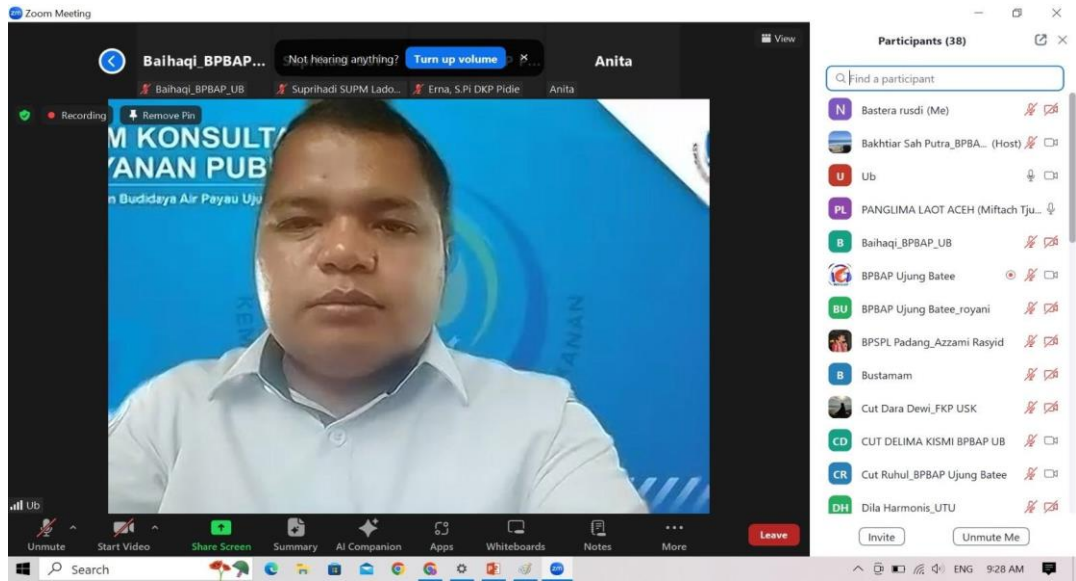 Zoom Meeting
View
Baihaqi_BPBAP...
Not hearing anything?
Turn up volume
Anita
Baihaqi_BPBAP_UB
Suprihadi SUPM Lado...
Erna, S.Pi DKP Pidie
Anita
Recording
Remove Pin
M KONSULTA
YANAN PUB
n Budidaya Air Payau Uju
KEM
ANAN
Ub
Participants (38)
Find a participant
N Bastera rusdi (Me)
Bakhtiar Sah Putra_BPBA... (Host)
U Ub
PL PANGLIMA LAOT ACEH (Miftach Tju...
B Baihaqi_BPBAP_UB
BPBAP Ujung Batee
BU BPBAP Ujung Batee_royani
BPSPL Padang_Azzami Rasyid
B Bustamam
Cut Dara Dewi_FKP USK
CD CUT DELIMA KISMI BPBAP UB
CR Cut Ruhul_BPBAP Ujung Batee
DH Dila Harmonis_UTU
Invite
Unmute Me
Unmute
Start Video
Share Screen
Summary
AI Companion
Apps
Whiteboards
Notes
More
Leave
Search
9:28 AM